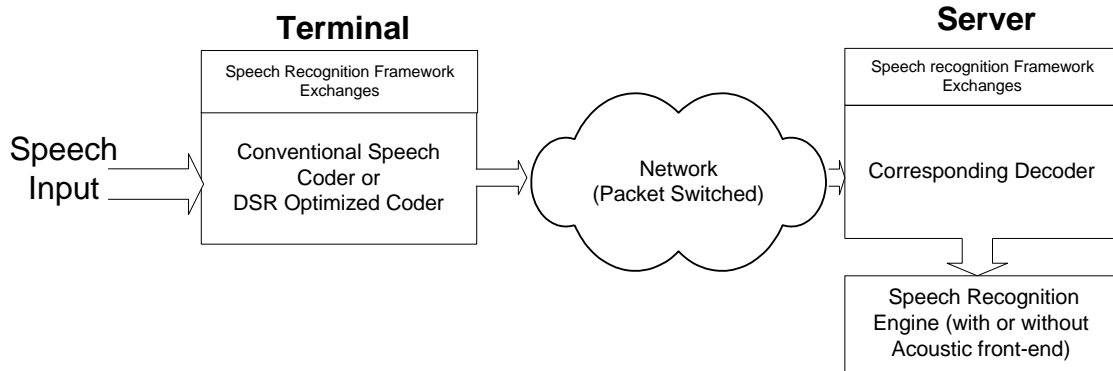 Terminal
Speech Recognition Framework
Exchanges
Speech
Input
Conventional Speech
Coder or
DSR Optimized Coder
Network
(Packet Switched)
Server
Speech recognition Framework
Exchanges
Corresponding Decoder
Speech Recognition
Engine (with or without
Acoustic front-end)